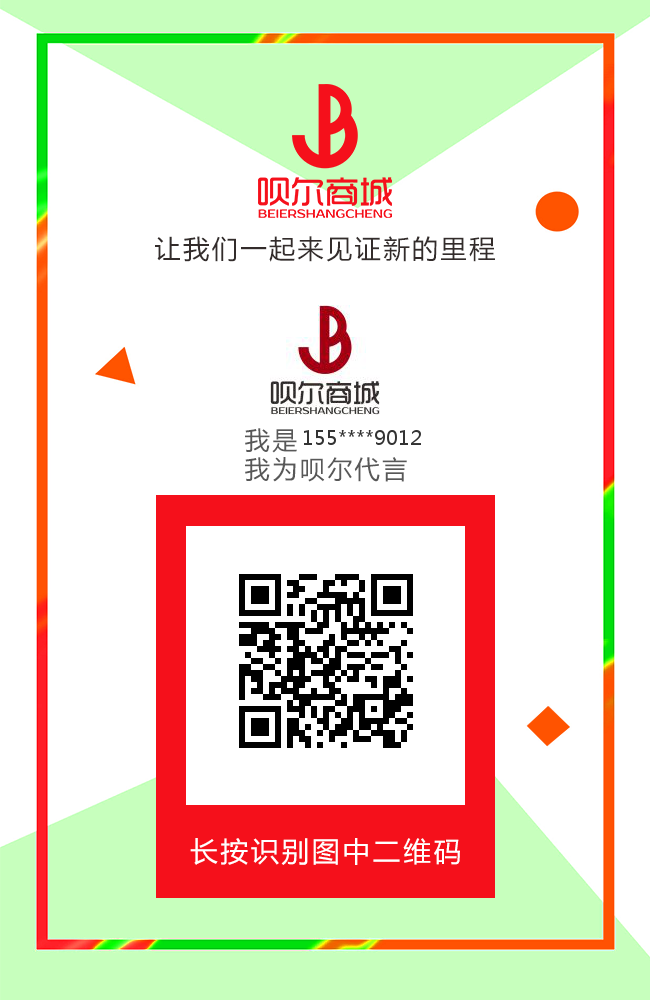 呗尔商城
BEIERSHANGCHENG
让我们一起来见证新的里程
呗尔商城
BEIERSHANGCHENG
我是 155****9012
我为呗尔代言
长按识别图中二维码